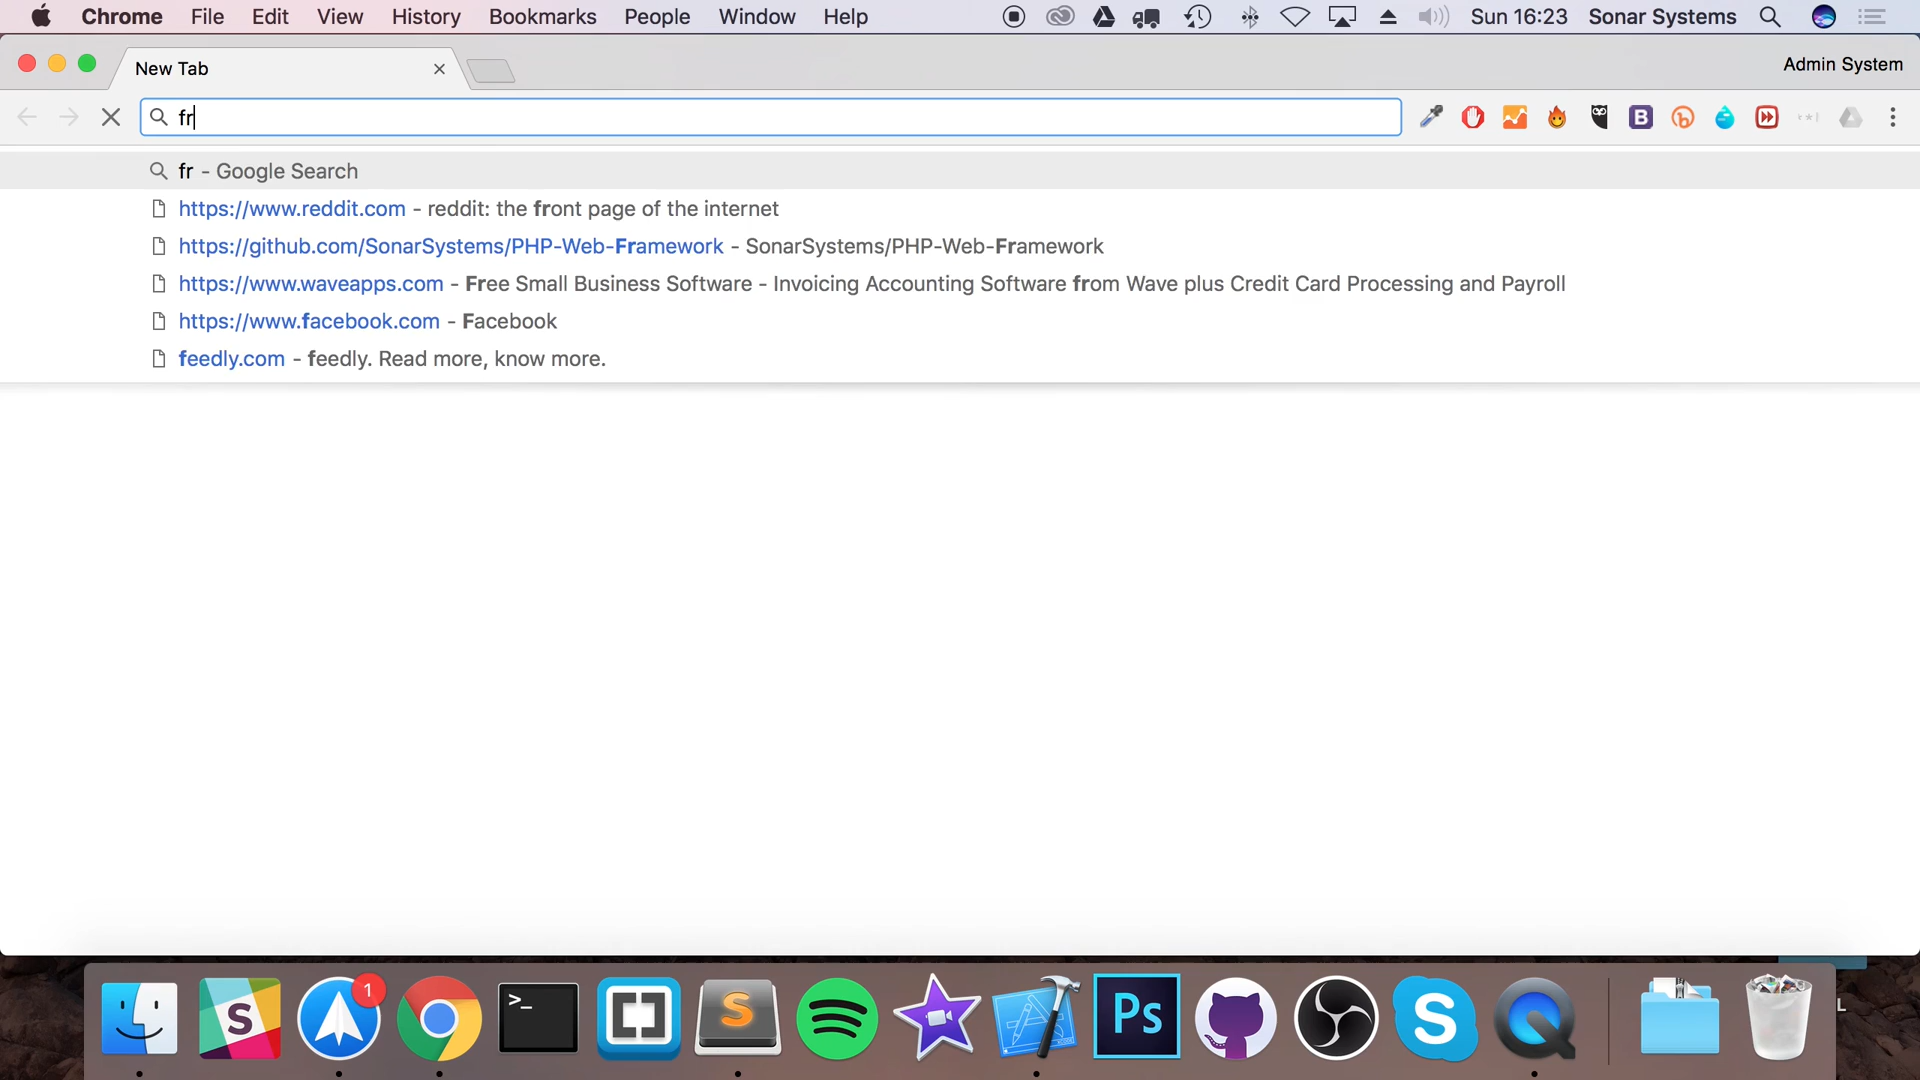 Chrome File Edit View History Bookmarks People Window Help Sun 16:23 Sonar Systems
New Tab Admin System
fr
fr - Google Search
https://www.reddit.com - reddit: the front page of the internet
https://github.com/SonarSystems/PHP-Web-Framework - SonarSystems/PHP-Web-Framework
https://www.waveapps.com - Free Small Business Software - Invoicing Accounting Software from Wave plus Credit Card Processing and Payroll
https://www.facebook.com - Facebook
feedly.com - feedly. Read more, know more.
B
1
S
>_
S
Ps
S
L